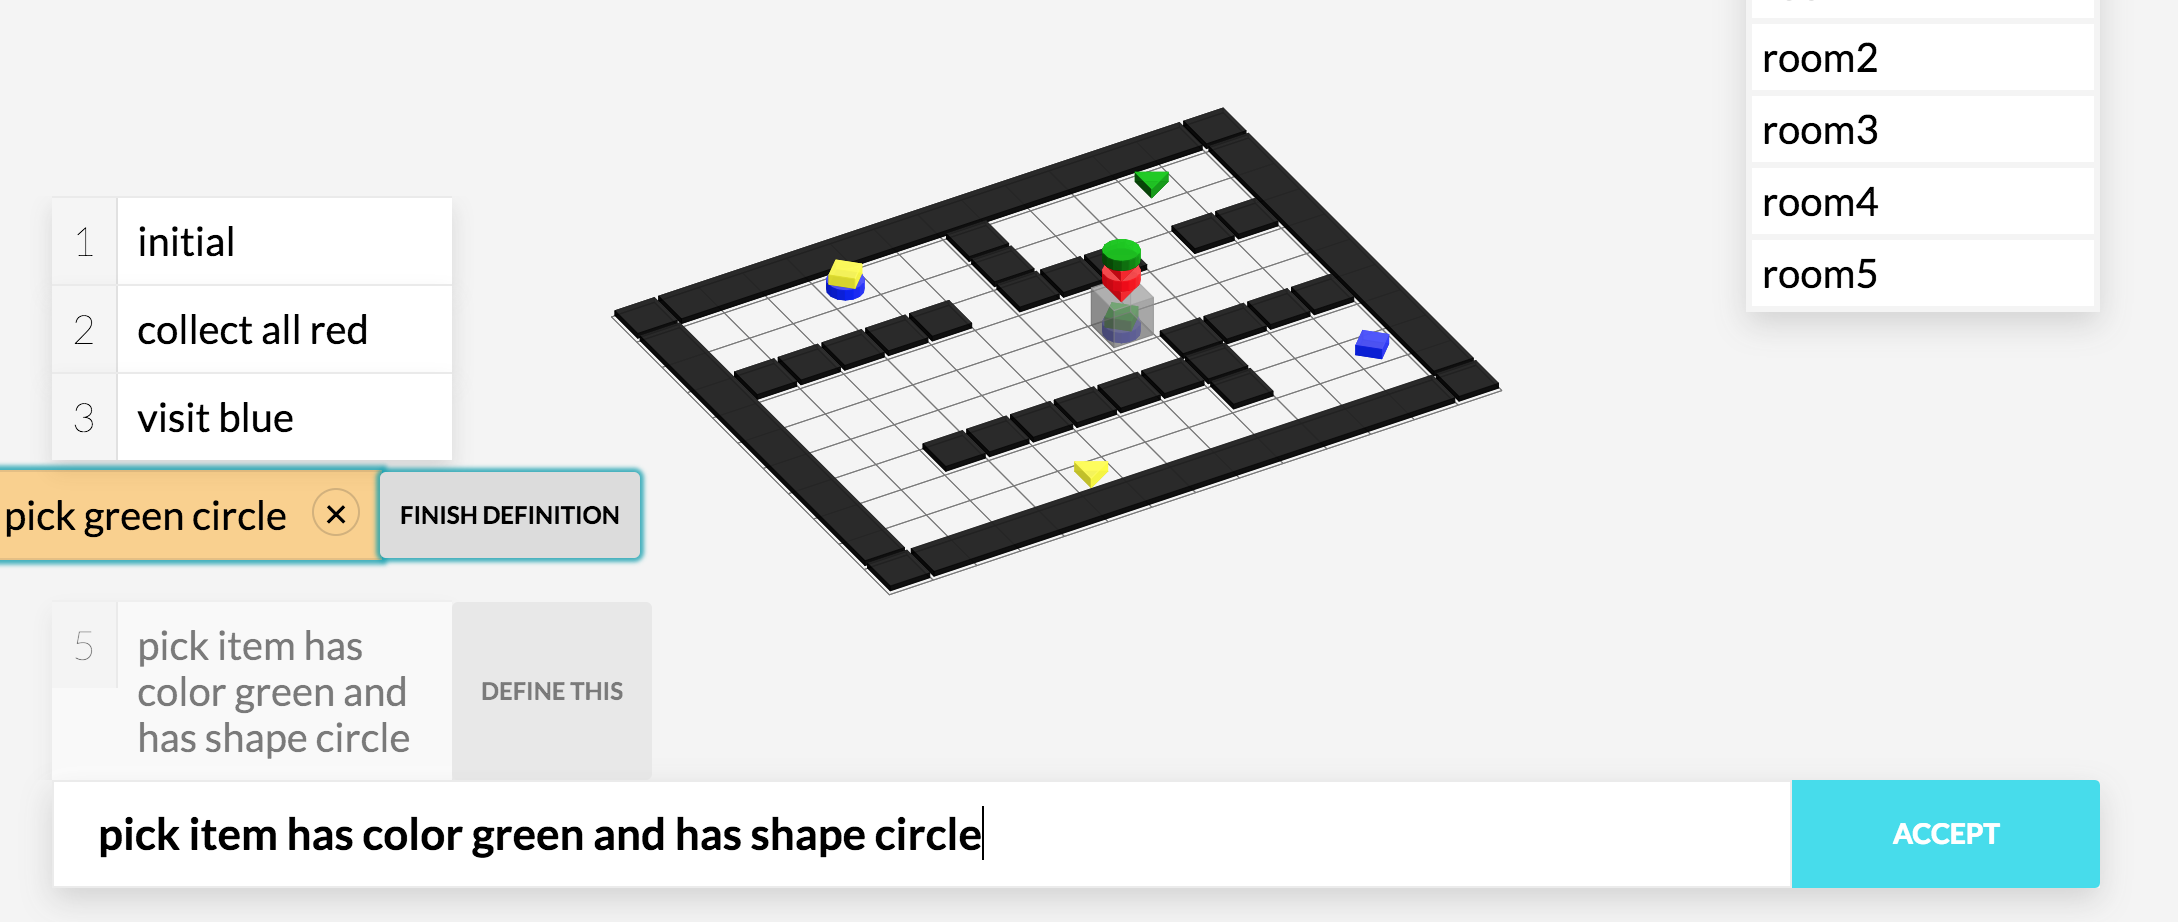 room2
room3
room4
room5
1 initial
2 collect all red
3 visit blue
pick green circle × FINISH DEFINITION
5 pick item has
color green and
has shape circle
DEFINE THIS
pick item has color green and has shape circle
ACCEPT